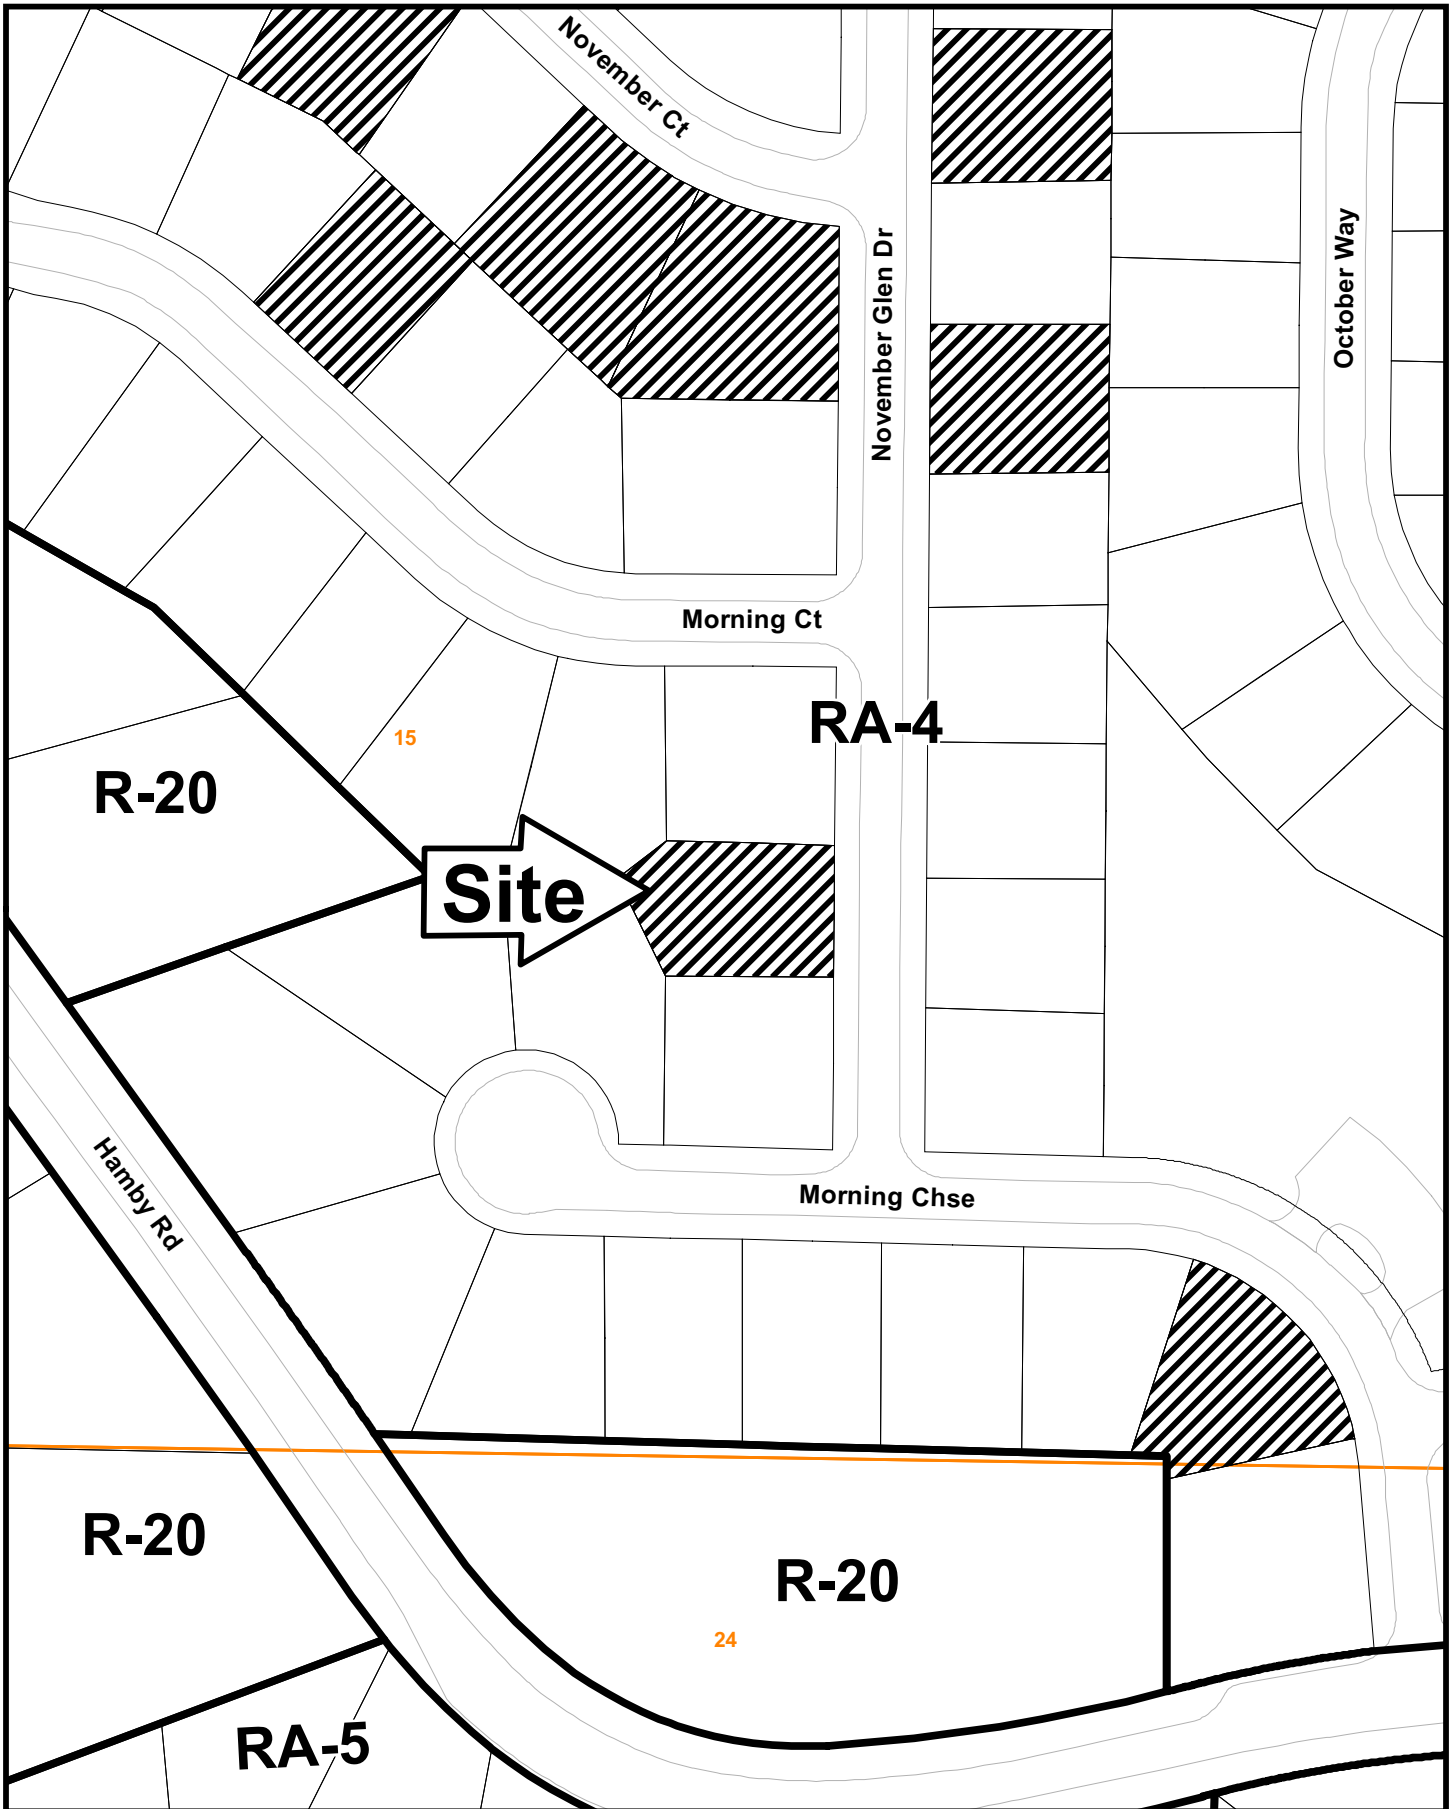 November Ct
November Glen Dr
October Way
Morning Ct
RA-4
15
R-20
Site
Hamby Rd
Morning Chse
R-20
R-20
24
RA-5